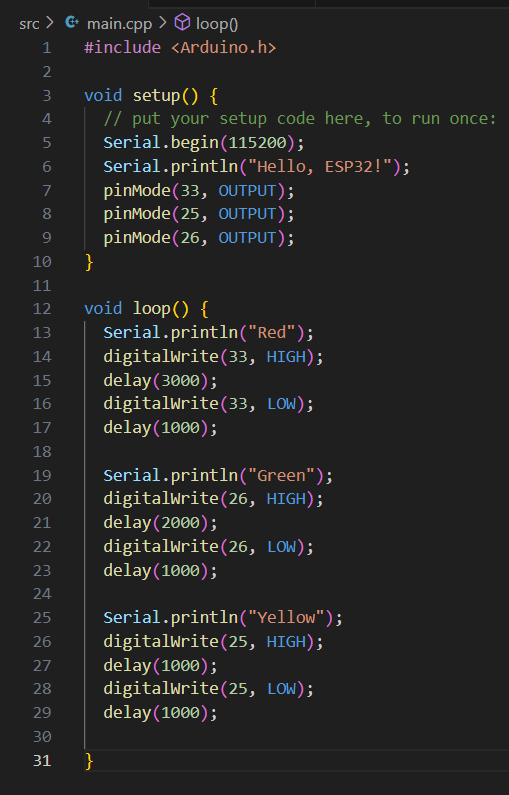 src > main.cpp > loop()
1 #include <Arduino.h>
2
3 void setup() {
4 // put your setup code here, to run once:
5 Serial.begin(115200);
6 Serial.println("Hello, ESP32!");
7 pinMode(33, OUTPUT);
8 pinMode(25, OUTPUT);
9 pinMode(26, OUTPUT);
10 }
11
12 void loop() {
13 Serial.println("Red");
14 digitalWrite(33, HIGH);
15 delay(3000);
16 digitalWrite(33, LOW);
17 delay(1000);
18
19 Serial.println("Green");
20 digitalWrite(26, HIGH);
21 delay(2000);
22 digitalWrite(26, LOW);
23 delay(1000);
24
25 Serial.println("Yellow");
26 digitalWrite(25, HIGH);
27 delay(1000);
28 digitalWrite(25, LOW);
29 delay(1000);
30
31 }